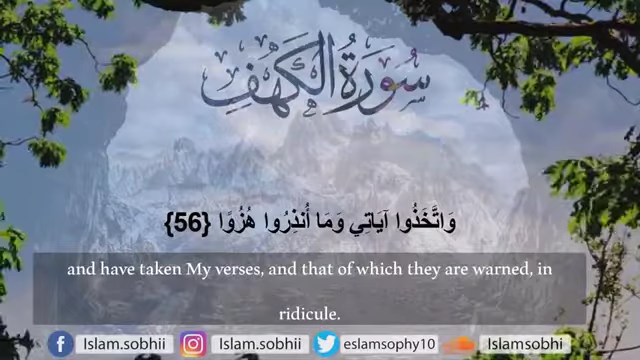 سُورَةُ الكَهْفِ
وَاتَّخَذُوا آيَاتِي وَمَا أُنذِرُوا هُزُوًا {56}
and have taken My verses, and that of which they are warned, in
ridicule.
Islam.sobhii Islam.sobhii eslamsophy10 Islamsobhi